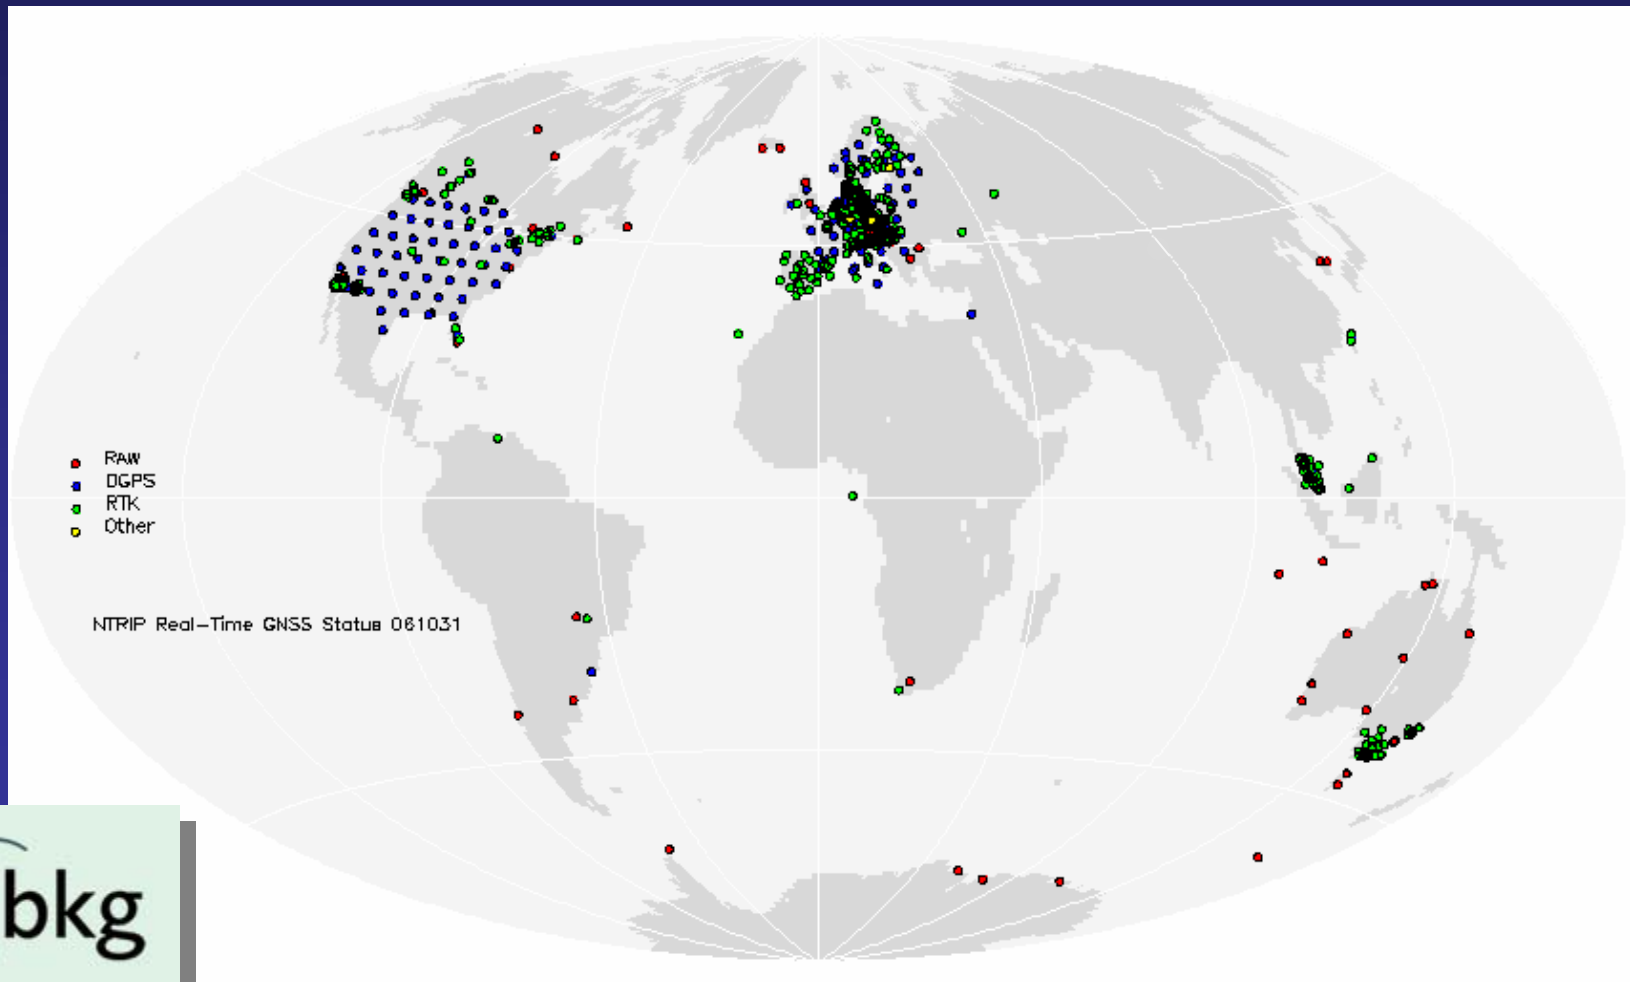 RAW
DGPS
RTK
Other
NTRIP Real-Time GNSS Status 061031
bkg